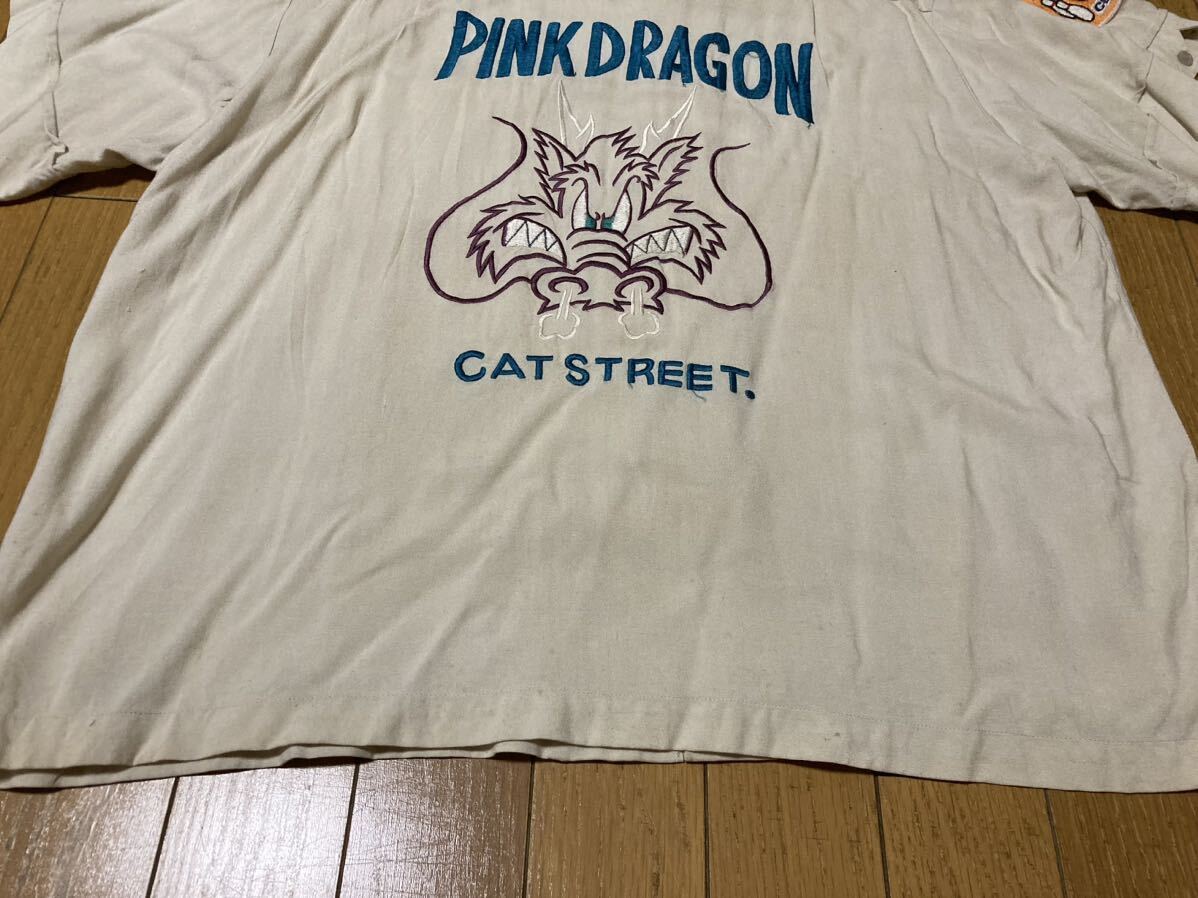 PINK DRAGON
CAT STREET.